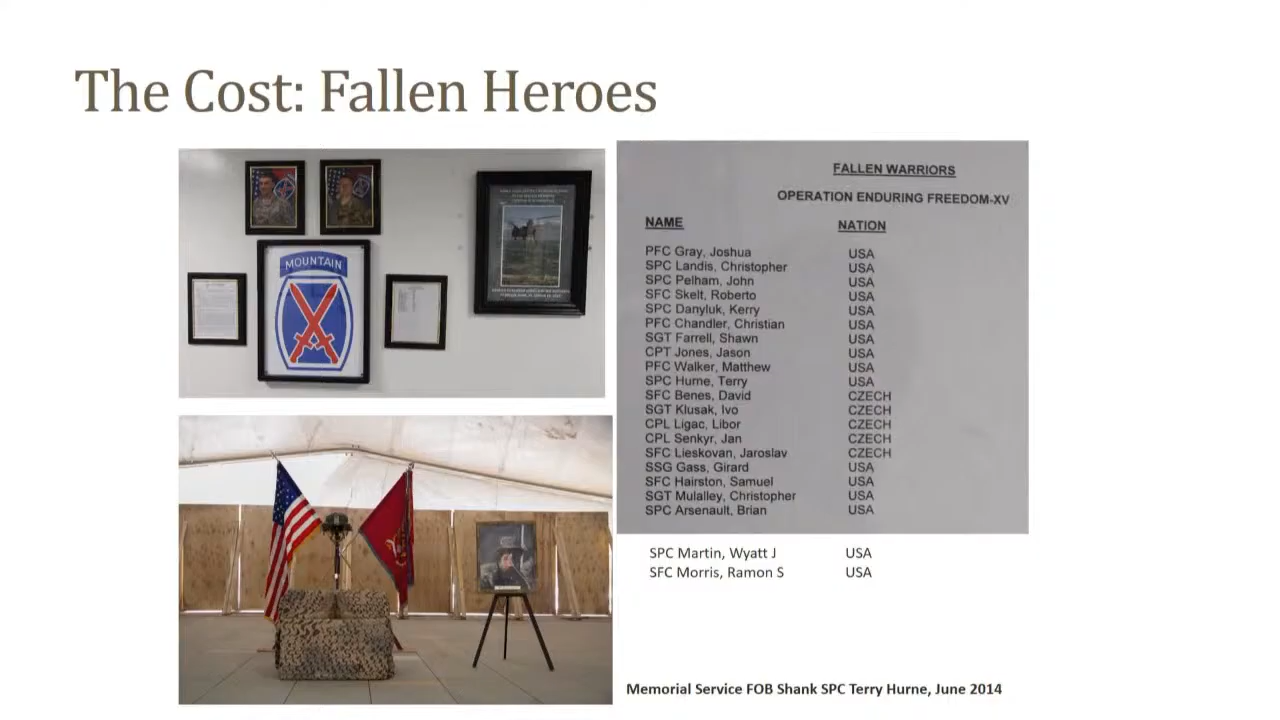 The Cost: Fallen Heroes
MOUNTAIN
FALLEN WARRIORS
OPERATION ENDURING FREEDOM-XV
NAME NATION
PFC Gray, Joshua USA
SPC Landis, Christopher USA
SPC Pelham, John USA
SFC Skelt, Roberto USA
SPC Danyluk, Kerry USA
PFC Chandler, Christian USA
SGT Farrell, Shawn USA
CPT Jones, Jason USA
PFC Walker, Matthew USA
SPC Hurne, Terry USA
SFC Benes, David CZECH
SGT Klusak, Ivo CZECH
CPL Ligac, Libor CZECH
CPL Senkyr, Jan CZECH
SFC Lieskovan, Jaroslav CZECH
SSG Gass, Girard USA
SFC Hairston, Samuel USA
SGT Mulalley, Christopher USA
SPC Arsenault, Brian USA
SPC Martin, Wyatt J USA
SFC Morris, Ramon S USA
Memorial Service FOB Shank SPC Terry Hurne, June 2014